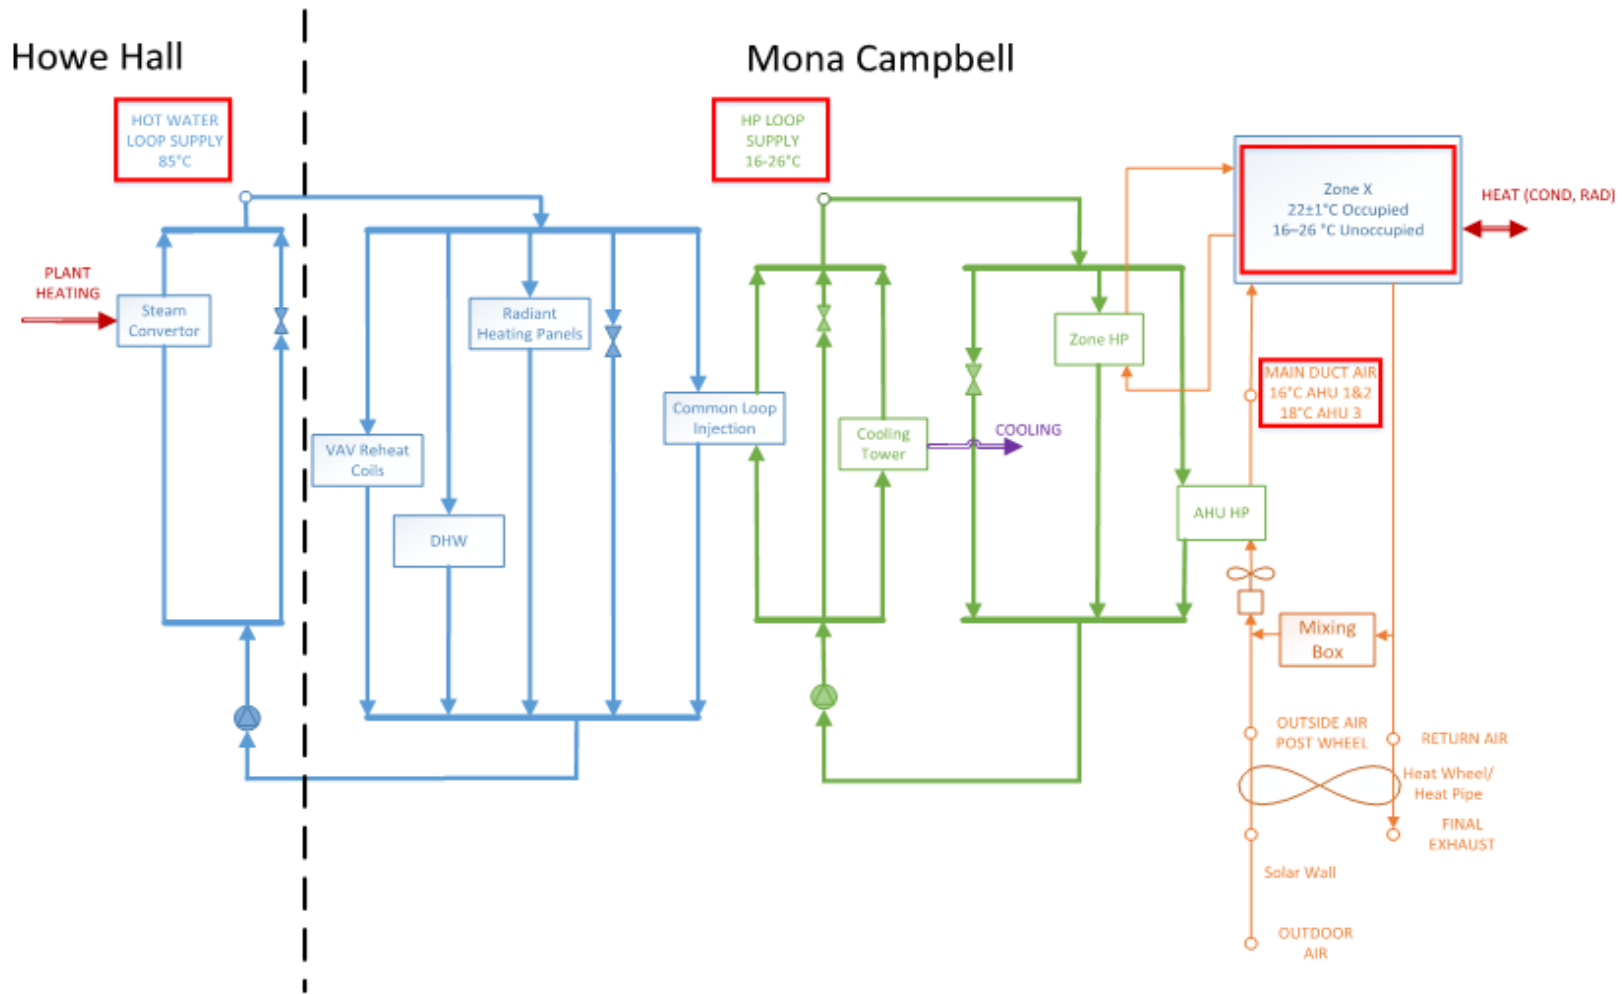 Howe Hall
Mona Campbell
HOT WATER
LOOP SUPPLY
85°C
HP LOOP
SUPPLY
16-26°C
Zone X
22±1°C Occupied
16–26 °C Unoccupied
HEAT (COND, RAD)
PLANT
HEATING
Steam
Convertor
Radiant
Heating Panels
Zone HP
MAIN DUCT AIR
16°C AHU 1&2
18°C AHU 3
Common Loop
Injection
VAV Reheat
Coils
Cooling
Tower
COOLING
DHW
AHU HP
Mixing
Box
OUTSIDE AIR
POST WHEEL
RETURN AIR
Heat Wheel/
Heat Pipe
FINAL
EXHAUST
Solar Wall
OUTDOOR
AIR